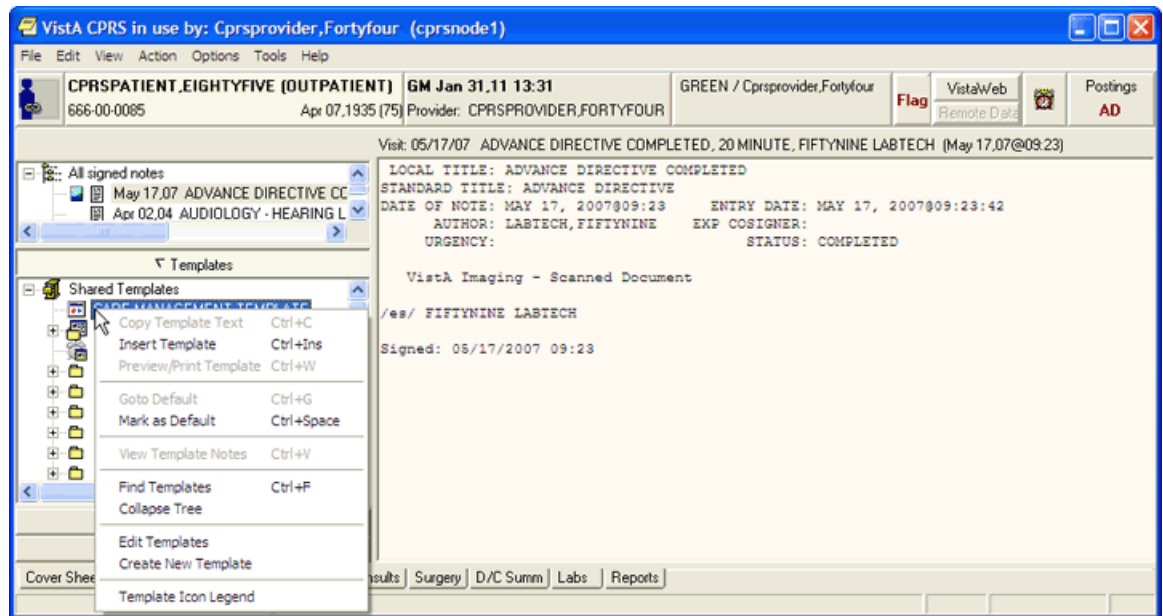 VistA CPRS in use by: Cprsprovider,Fortyfour (cprsnode1)
File Edit View Action Options Tools Help
CPRSPATIENT,EIGHTYFIVE (OUTPATIENT) GM Jan 31,11 13:31 GREEN / Cprsprovider,Fortyfour Flag VistaWeb Postings
666-00-0085 Apr 07,1935 (75) Provider: CPRSPROVIDER,FORTYFOUR Remote Data AD
Visit: 05/17/07 ADVANCE DIRECTIVE COMPLETED, 20 MINUTE, FIFTYNINE LABTECH (May 17,07@09:23)
All signed notes
May 17,07 ADVANCE DIRECTIVE CC
Apr 02,04 AUDIOLOGY - HEARING L
Templates
Shared Templates
CARE MANAGEMENT TEMPLATE
Copy Template Text Ctrl+C
Insert Template Ctrl+Ins
Preview/Print Template Ctrl+W
Goto Default Ctrl+G
Mark as Default Ctrl+Space
View Template Notes Ctrl+V
Find Templates Ctrl+F
Collapse Tree
Edit Templates
Create New Template
Template Icon Legend
LOCAL TITLE: ADVANCE DIRECTIVE COMPLETED
STANDARD TITLE: ADVANCE DIRECTIVE
DATE OF NOTE: MAY 17, 2007@09:23 ENTRY DATE: MAY 17, 2007@09:23:42
AUTHOR: LABTECH,FIFTYNINE EXP COSIGNER:
URGENCY: STATUS: COMPLETED
VistA Imaging - Scanned Document
/es/ FIFTYNINE LABTECH
Signed: 05/17/2007 09:23
Cover Shee nsults Surgery D/C Summ Labs Reports